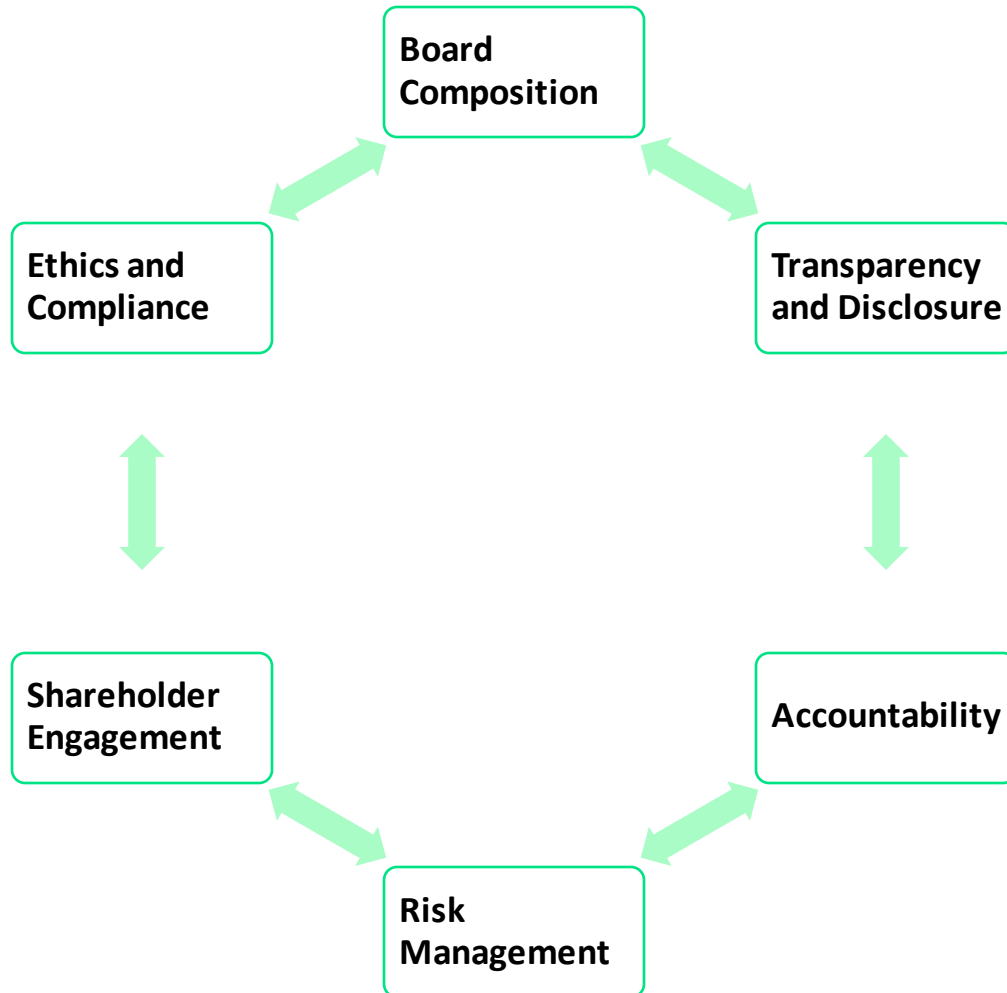 Board
Composition
Transparency
and Disclosure
Accountability
Risk
Management
Shareholder
Engagement
Ethics and
Compliance